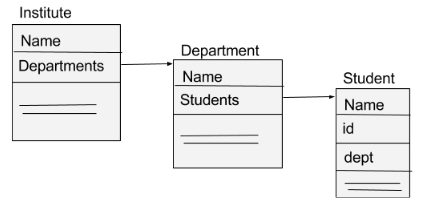 Institute
Name
Departments
Department
Name
Students
Student
Name
id
dept